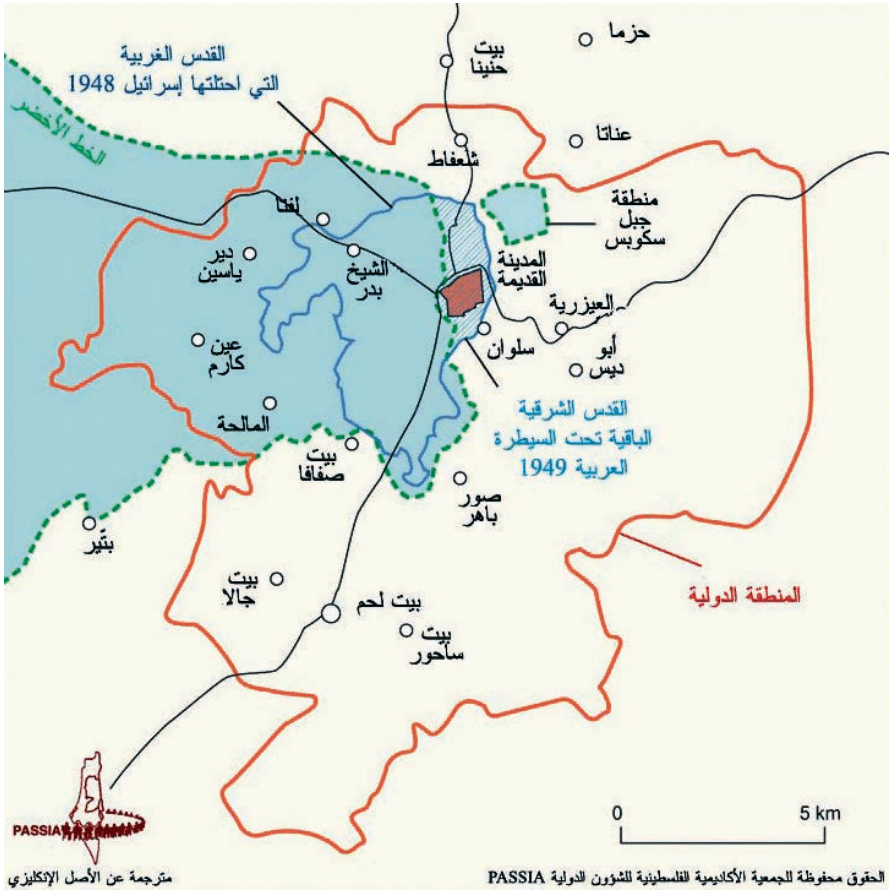 حزما
بيت
حنينا
القدس الغربية
التي احتلتها إسرائيل 1948
الخط الأخضر
عناتا
شعفاط
منطقة
جبل
سكوبس
لفتا
المدينة
القديمة
الشيخ
بدر
دير
ياسين
العيزرية
سلوان
أبو
ديس
عين
كارم
المالحة
القدس الشرقية
الباقية تحت السيطرة
العربية 1949
بيت
صفافا
صور
باهر
بتّير
بيت
جالا
بيت لحم
المنطقة الدولية
بيت
ساحور
0 5 km
PASSIA
مترجمة عن الأصل الإنكليزي
الحقوق محفوظة للجمعية الأكاديمية الفلسطينية للشؤون الدولية PASSIA